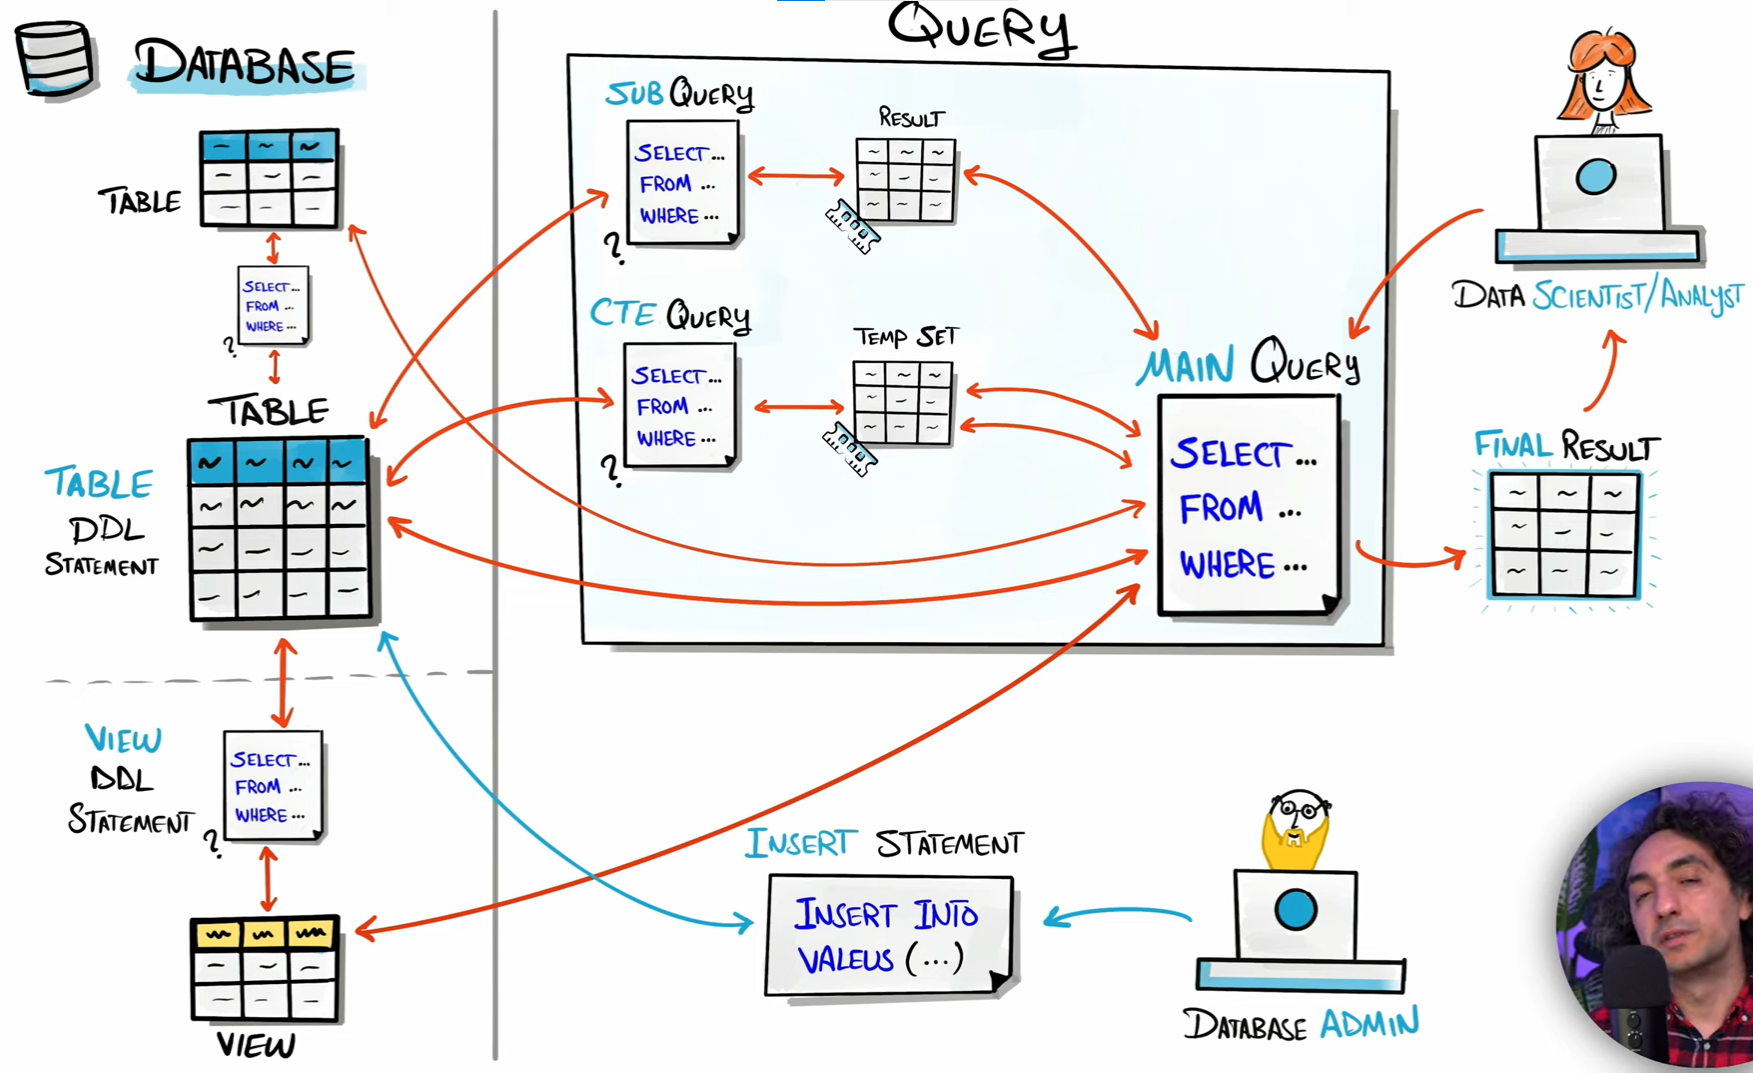 DATABASE
TABLE
SELECT...
FROM ...
WHERE ...
?
TABLE
TABLE
DDL
STATEMENT
VIEW
DDL
STATEMENT
SELECT...
FROM ...
WHERE ...
?
VIEW
QUERY
SUB QUERY
SELECT...
FROM ...
WHERE ...
?
RESULT
CTE QUERY
SELECT...
FROM ...
WHERE ...
?
TEMP SET
MAIN QUERY
SELECT...
FROM ...
WHERE ...
DATA SCIENTIST/ANALYST
FINAL RESULT
INSERT STATEMENT
INSERT INTO
VALEUS (...)
DATABASE ADMIN